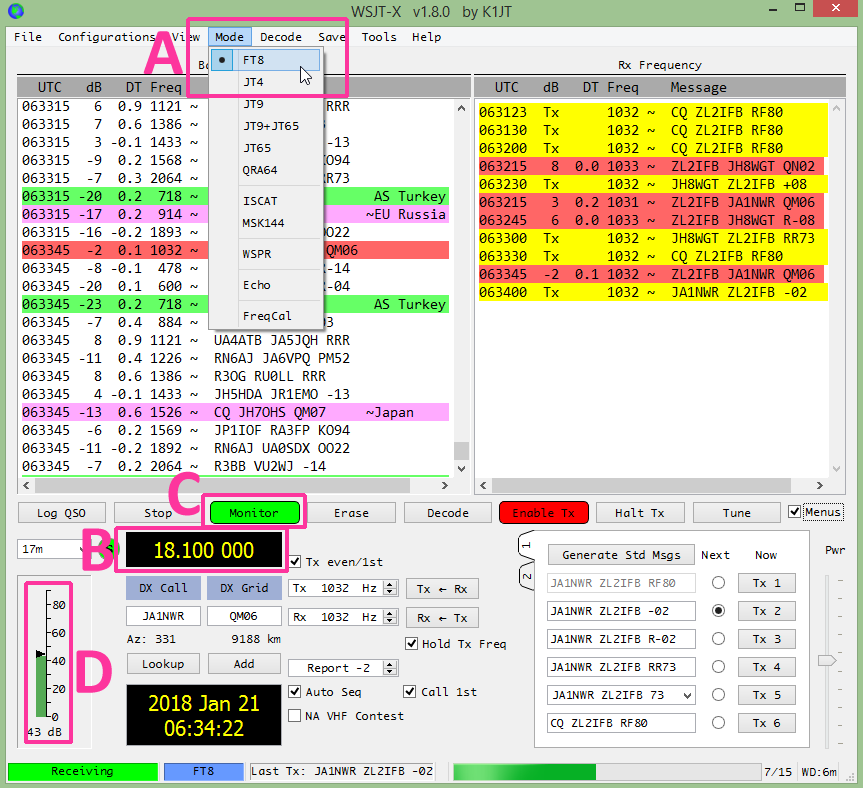 WSJT-X v1.8.0 by K1JT
File Configurations View Mode Decode Save Tools Help
A
FT8
JT4
JT9
JT9+JT65
JT65
QRA64
ISCAT
MSK144
WSPR
Echo
FreqCal
UTC dB DT Freq
063315 6 0.9 1121 ~ RRR
063315 7 0.6 1386 ~
063315 3 -0.1 1433 ~ -13
063315 -9 0.2 1568 ~ KO94
063315 -7 0.3 2064 ~ RR73
063315 -20 0.2 718 ~ AS Turkey
063315 -17 0.2 914 ~ ~EU Russia
063315 -16 -0.2 1893 ~ OO22
063345 -2 0.1 1032 ~ QM06
063345 -8 -0.1 478 ~ R-14
063345 -20 0.1 600 ~ R-04
063345 -23 0.2 718 ~ AS Turkey
063345 -7 0.4 884 ~
063345 8 0.9 1121 ~ UA4ATB JA5JQH RRR
063345 -11 0.4 1226 ~ RN6AJ JA6VPQ PM52
063345 8 0.6 1386 ~ R3OG RU0LL RRR
063345 4 -0.1 1433 ~ JH5HDA JR1EMO -13
063345 -13 0.6 1526 ~ CQ JH7OHS QM07 ~Japan
063345 -6 0.2 1569 ~ JP1IOF RA3FP KO94
063345 -11 -0.2 1892 ~ RN6AJ UA0SDX OO22
063345 -7 0.2 2064 ~ R3BB VU2WJ -14
Rx Frequency
UTC dB DT Freq Message
063123 Tx 1032 ~ CQ ZL2IFB RF80
063130 Tx 1032 ~ CQ ZL2IFB RF80
063200 Tx 1032 ~ CQ ZL2IFB RF80
063215 8 0.0 1033 ~ ZL2IFB JH8WGT QN02
063230 Tx 1032 ~ JH8WGT ZL2IFB +08
063215 3 0.2 1031 ~ ZL2IFB JA1NWR QM06
063245 6 0.0 1033 ~ ZL2IFB JH8WGT R-08
063300 Tx 1032 ~ JH8WGT ZL2IFB RR73
063330 Tx 1032 ~ CQ ZL2IFB RF80
063345 -2 0.1 1032 ~ ZL2IFB JA1NWR QM06
063400 Tx 1032 ~ JA1NWR ZL2IFB -02
C
Log QSO Stop Monitor Erase Decode Enable Tx Halt Tx Tune Menus
17m
B
18.100 000
Tx even/1st
DX Call DX Grid Tx 1032 Hz Tx ← Rx
JA1NWR QM06 Rx 1032 Hz Rx ← Tx
Az: 331 9188 km Hold Tx Freq
Lookup Add Report -2
2018 Jan 21
06:34:22
Auto Seq Call 1st
NA VHF Contest
80
60
40
20
0
43 dB
D
1
2
Generate Std Msgs Next Now Pwr
JA1NWR ZL2IFB RF80 Tx 1
JA1NWR ZL2IFB -02 Tx 2
JA1NWR ZL2IFB R-02 Tx 3
JA1NWR ZL2IFB RR73 Tx 4
JA1NWR ZL2IFB 73 Tx 5
CQ ZL2IFB RF80 Tx 6
Receiving FT8 Last Tx: JA1NWR ZL2IFB -02 7/15 WD:6m